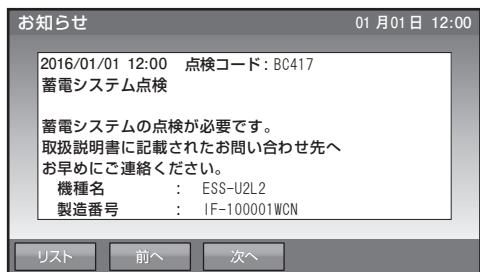 お知らせ 01月01日 12:00
2016/01/01 12:00 点検コード：BC417
蓄電システム点検
蓄電システムの点検が必要です。
取扱説明書に記載されたお問い合わせ先へ
お早めにご連絡ください。
機種名 ： ESS-U2L2
製造番号 ： IF-100001WCN
リスト 前へ 次へ